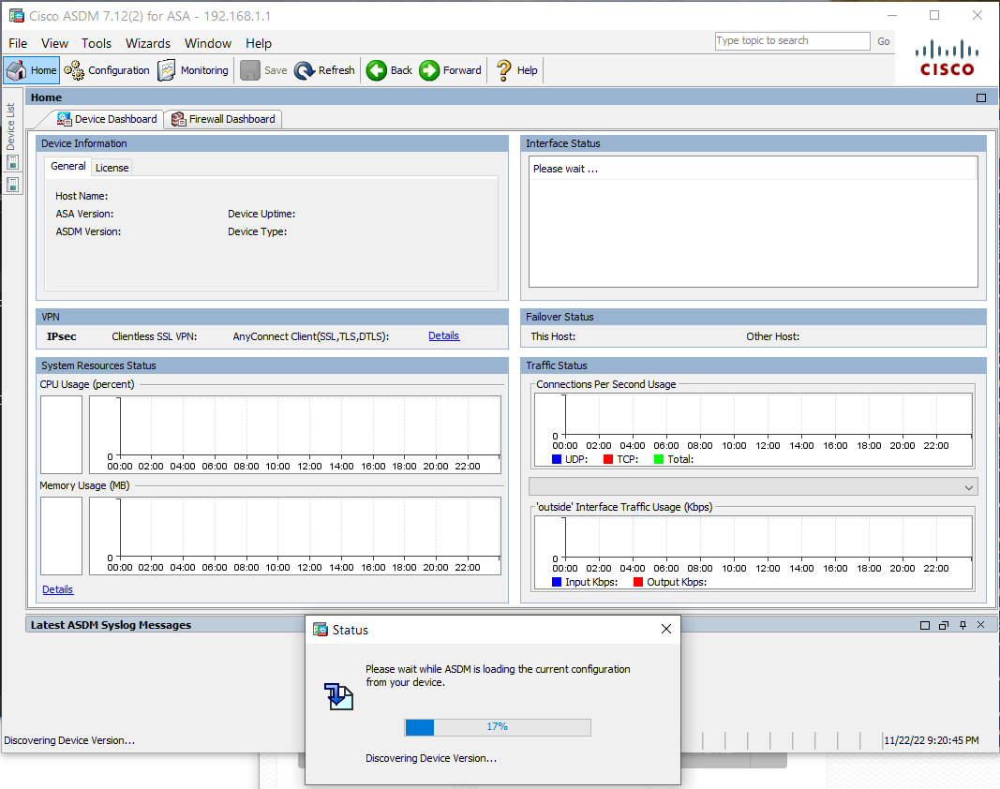 Cisco ASDM 7.12(2) for ASA - 192.168.1.1
File View Tools Wizards Window Help
Type topic to search Go
CISCO
Home Configuration Monitoring Save Refresh Back Forward Help
Device List
Home
Device Dashboard Firewall Dashboard
Device Information
General License
Host Name:
ASA Version: Device Uptime:
ASDM Version: Device Type:
Interface Status
Please wait ...
VPN
IPsec Clientless SSL VPN: AnyConnect Client(SSL,TLS,DTLS): Details
Failover Status
This Host: Other Host:
System Resources Status
CPU Usage (percent)
0
00:00 02:00 04:00 06:00 08:00 10:00 12:00 14:00 16:00 18:00 20:00 22:00
Memory Usage (MB)
0
00:00 02:00 04:00 06:00 08:00 10:00 12:00 14:00 16:00 18:00 20:00 22:00
Details
Traffic Status
Connections Per Second Usage
0
00:00 02:00 04:00 06:00 08:00 10:00 12:00 14:00 16:00 18:00 20:00 22:00
UDP: TCP: Total:
'outside' Interface Traffic Usage (Kbps)
0
00:00 02:00 04:00 06:00 08:00 10:00 12:00 14:00 16:00 18:00 20:00 22:00
Input Kbps: Output Kbps:
Latest ASDM Syslog Messages
Status
Please wait while ASDM is loading the current configuration
from your device.
17%
Discovering Device Version...
Discovering Device Version...
11/22/22 9:20:45 PM